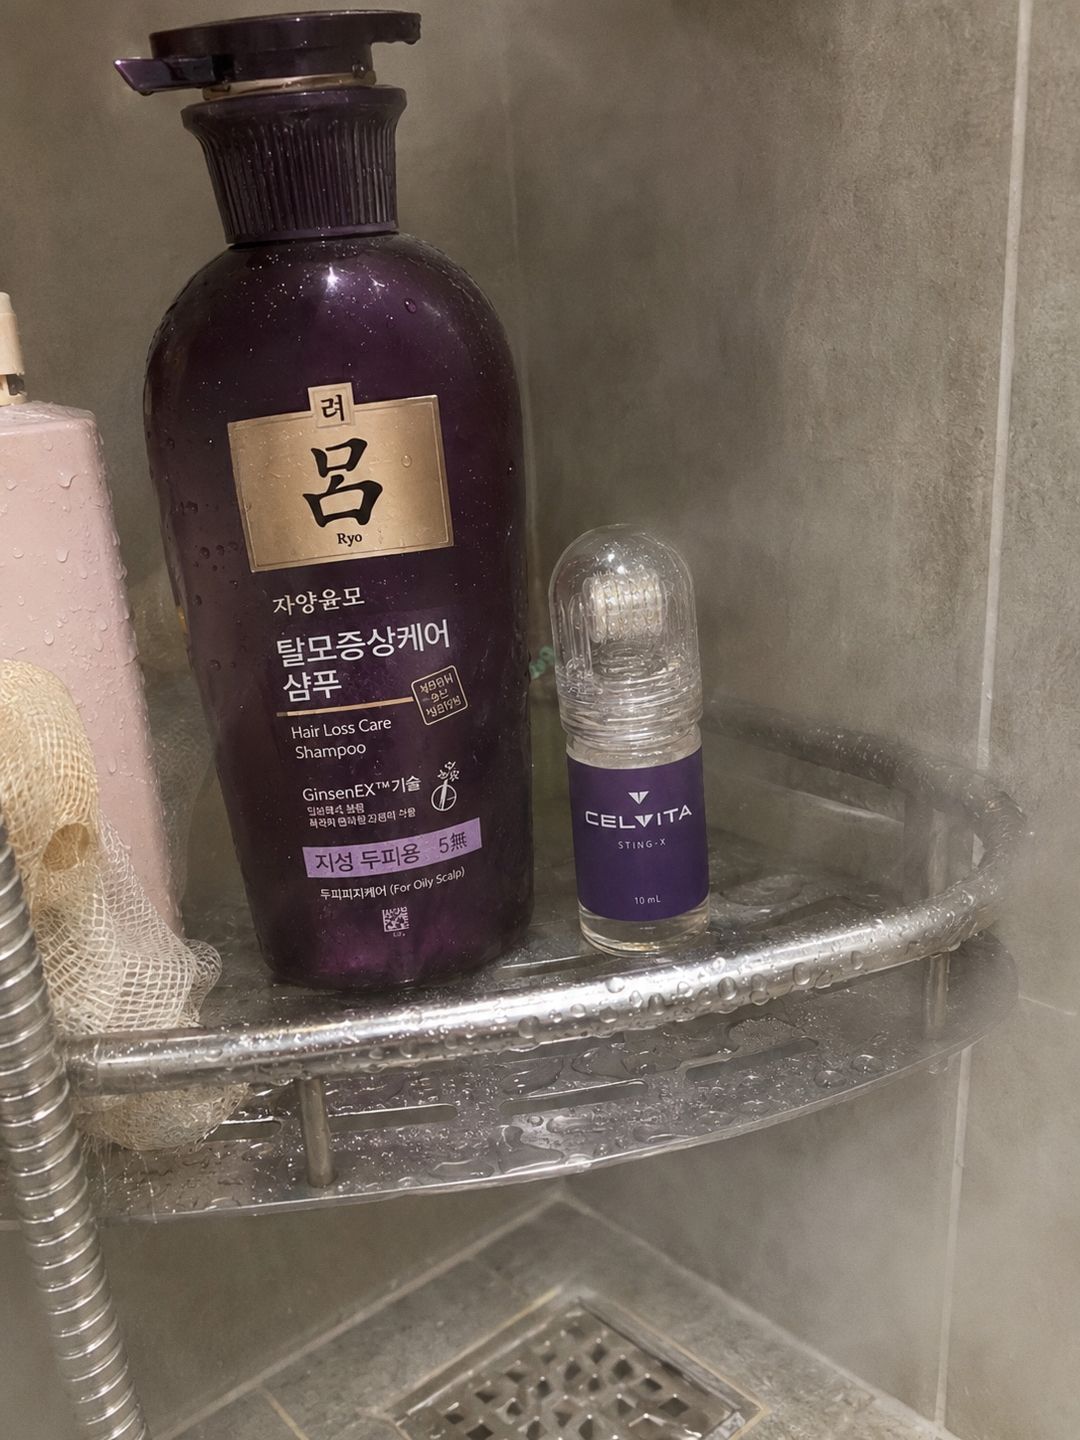 려
呂
Ryo
자양윤모
탈모증상케어
샴푸
Hair Loss Care
Shampoo
GinsenEX™기술
지성 두피용 5無
두피피지케어 (For Oily Scalp)
CELVITA
STING-X
10 mL